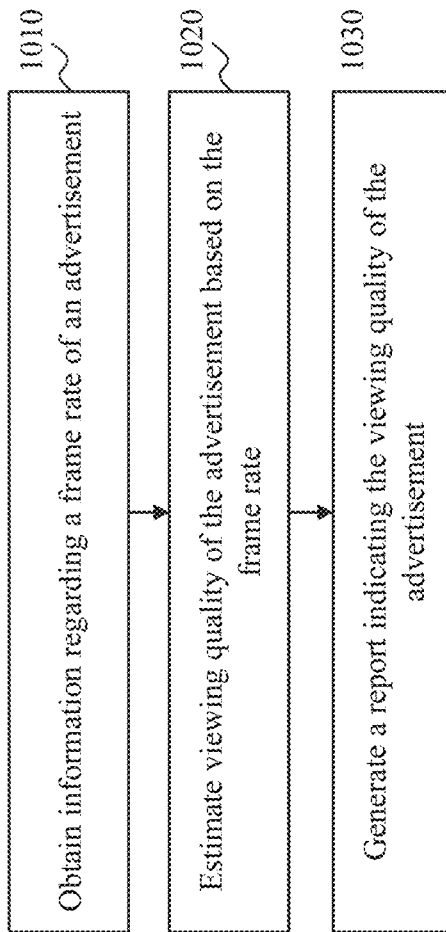 1010
Obtain information regarding a frame rate of an advertisement
1020
Estimate viewing quality of the advertisement based on the
frame rate
1030
Generate a report indicating the viewing quality of the
advertisement